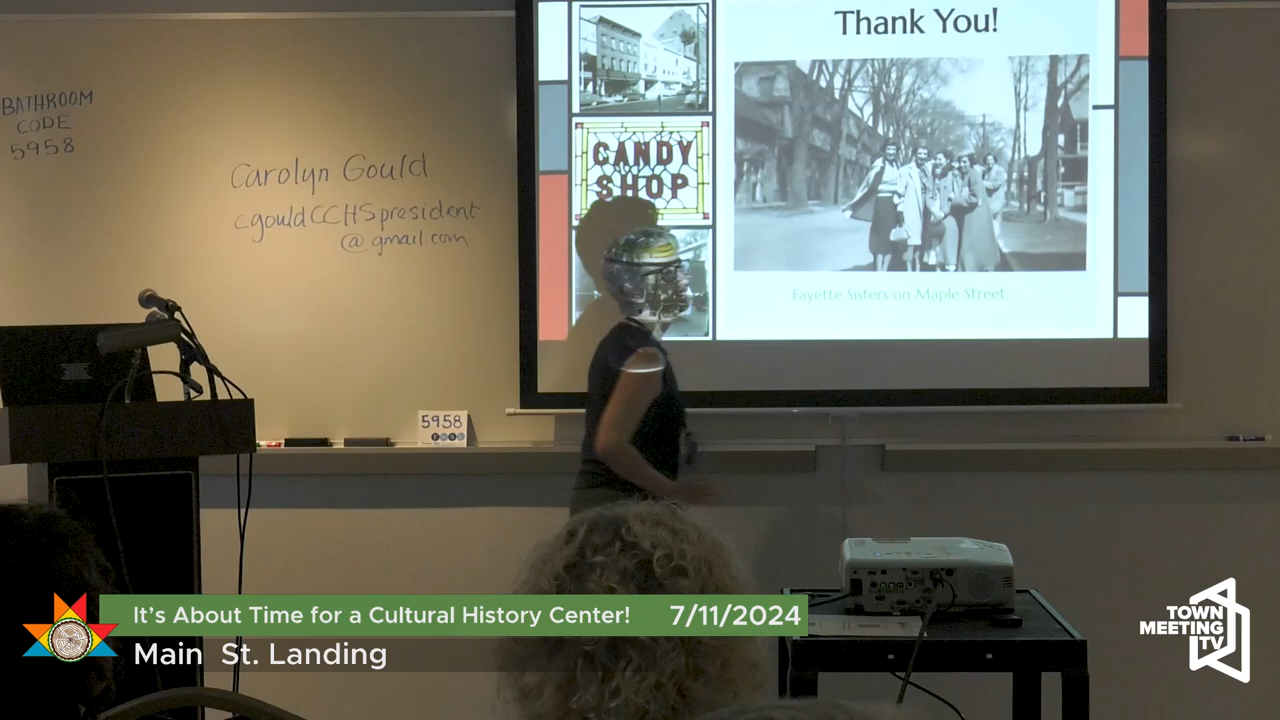 BATHROOM
CODE
5958
Carolyn Gould
cgouldCCHSpresident
@gmail.com
Thank You!
CANDY
SHOP
Fayette Sisters on Maple Street
5958
It's About Time for a Cultural History Center! 7/11/2024
Main St. Landing
TOWN
MEETING
TV